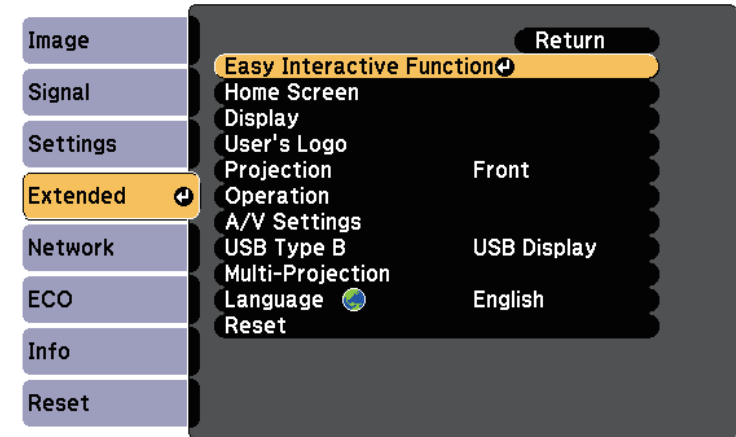 Image
Signal
Settings
Extended
Network
ECO
Info
Reset
Return
Easy Interactive Function
Home Screen
Display
User's Logo
Projection Front
Operation
A/V Settings
USB Type B USB Display
Multi-Projection
Language English
Reset